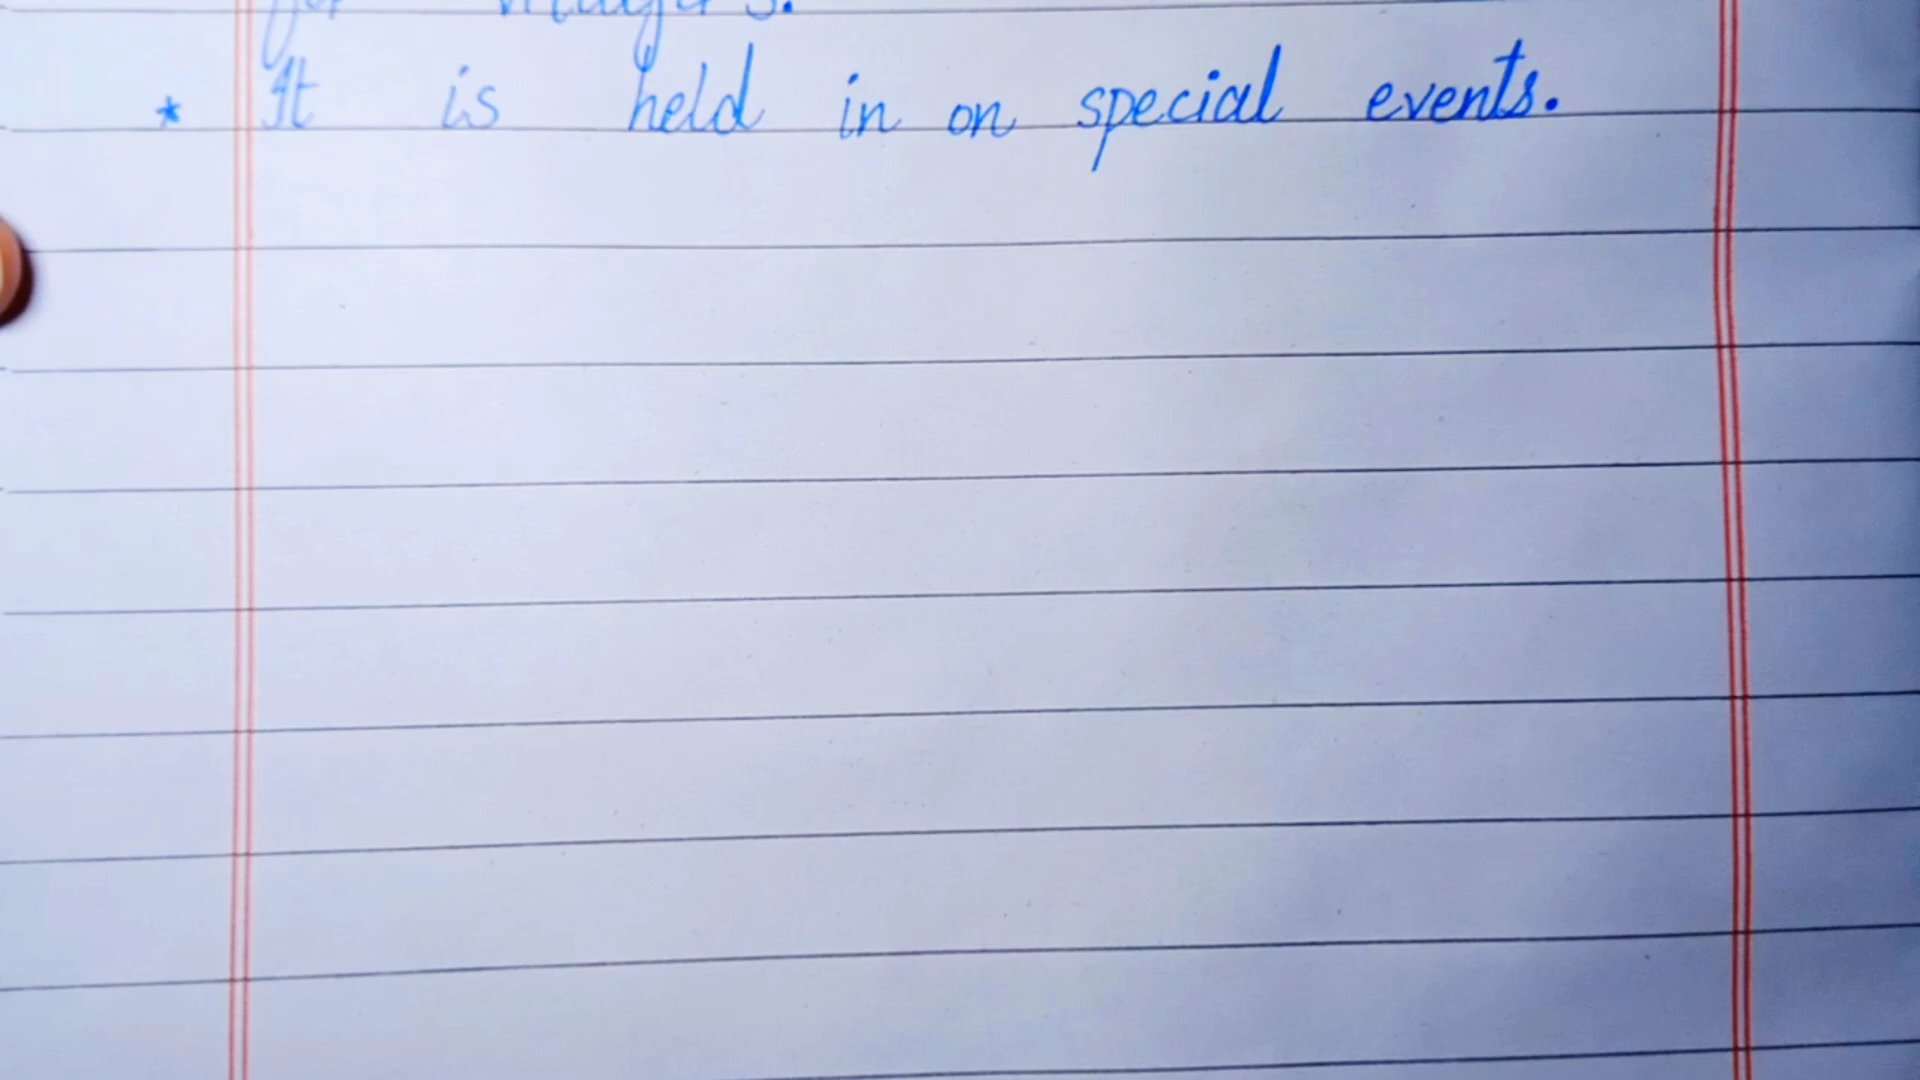 * It is held in on special events.